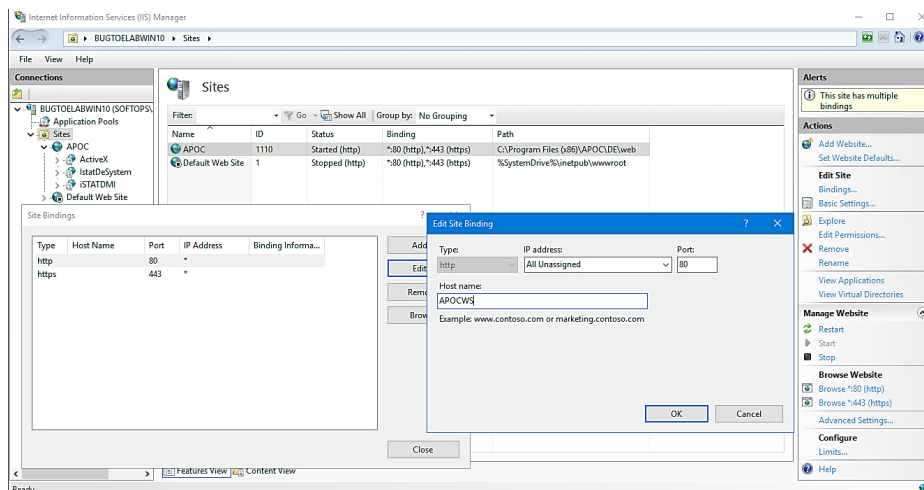 Internet Information Services (IIS) Manager
BUGTOELABWIN10 Sites
File View Help
Connections
BUGTOELABWIN10 (SOFTOPS\
Application Pools
Sites
APOC
ActiveX
IstatDeSystem
iSTATDMI
Default Web Site
Sites
Filter: Go Show All Group by: No Grouping
Name ID Status Binding Path
APOC 1110 Started (http) *:80 (http),*:443 (https) C:\Program Files (x86)\APOC\DE\web
Default Web Site 1 Stopped (http) *:80 (http),*:443 (https) %SystemDrive%\inetpub\wwwroot
Site Bindings ?
Type Host Name Port IP Address Binding Informa...
http 80 *
https 443 *
Add
Edit
Remo
Brow
Close
Edit Site Binding ?
Type: IP address: Port:
http All Unassigned 80
Host name:
APOCWS
Example: www.contoso.com or marketing.contoso.com
OK Cancel
Features View Content View
Ready
Alerts
This site has multiple
bindings
Actions
Add Website...
Set Website Defaults...
Edit Site
Bindings...
Basic Settings...
Explore
Edit Permissions...
Remove
Rename
View Applications
View Virtual Directories
Manage Website
Restart
Start
Stop
Browse Website
Browse *:80 (http)
Browse *:443 (https)
Advanced Settings...
Configure
Limits...
Help